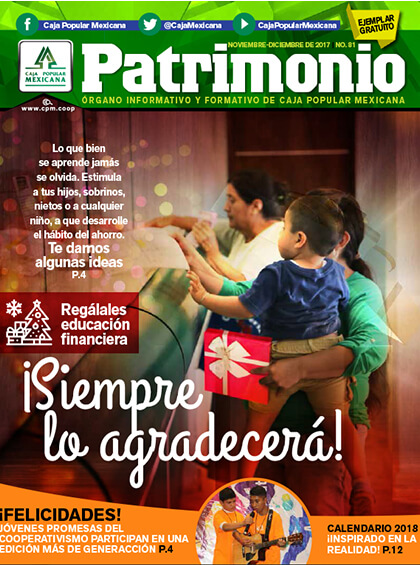 Caja Popular Mexicana
@CajaMexicana
CajaPopularMexicana
EJEMPLAR
GRATUITO
NOVIEMBRE-DICIEMBRE DE 2017 NO. 81
CAJA POPULAR
MEXICANA
www.cpm.coop
Patrimonio
ÓRGANO INFORMATIVO Y FORMATIVO DE CAJA POPULAR MEXICANA
Lo que bien
se aprende jamás
se olvida. Estimula
a tus hijos, sobrinos,
nietos o a cualquier
niño, a que desarrolle
el hábito del ahorro.
Te damos
algunas ideas
P.4
Regálales
educación
financiera
¡Siempre
lo agradecerá!
¡FELICIDADES!
JÓVENES PROMESAS DEL
COOPERATIVISMO PARTICIPAN EN UNA
EDICIÓN MÁS DE GENERACCIÓN P.4
CALENDARIO 2018
¡INSPIRADO EN LA
REALIDAD! P.12